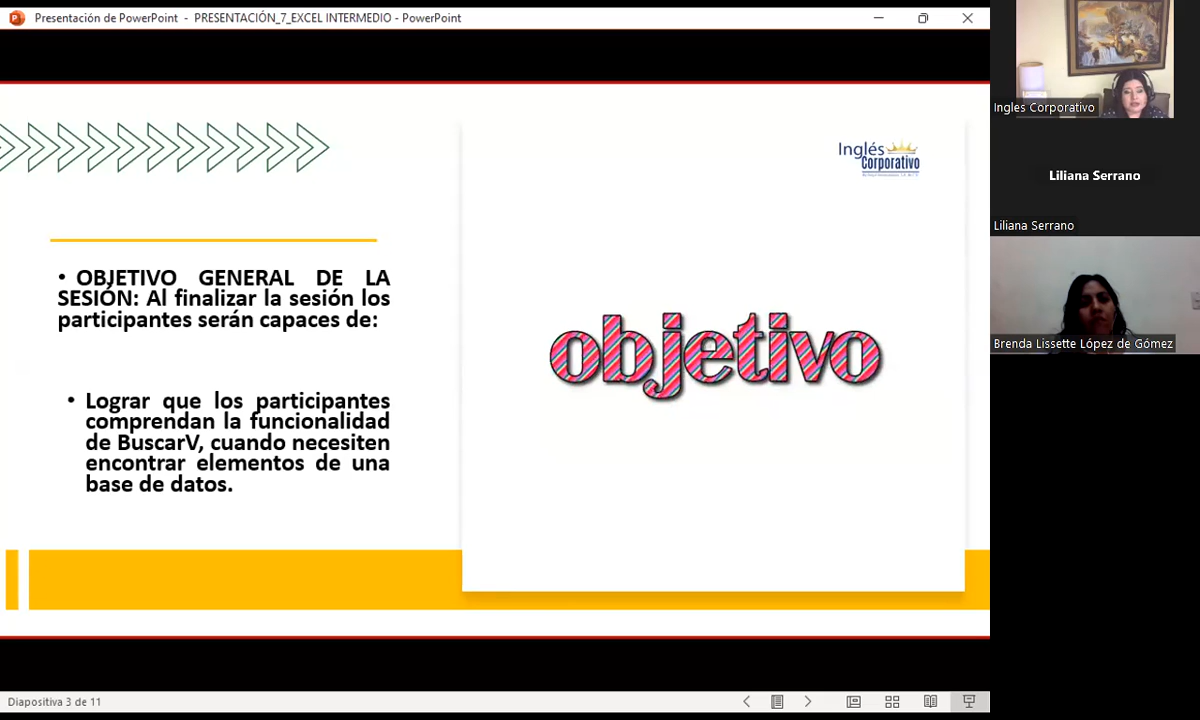 Presentación de PowerPoint - PRESENTACIÓN_7_EXCEL INTERMEDIO - PowerPoint
Inglés
Corporativo
• OBJETIVO GENERAL DE LA
SESIÓN: Al finalizar la sesión los
participantes serán capaces de:
• Lograr que los participantes
comprendan la funcionalidad
de BuscarV, cuando necesiten
encontrar elementos de una
base de datos.
objetivo
Diapositiva 3 de 11
Ingles Corporativo
Liliana Serrano
Liliana Serrano
Brenda Lissette López de Gómez